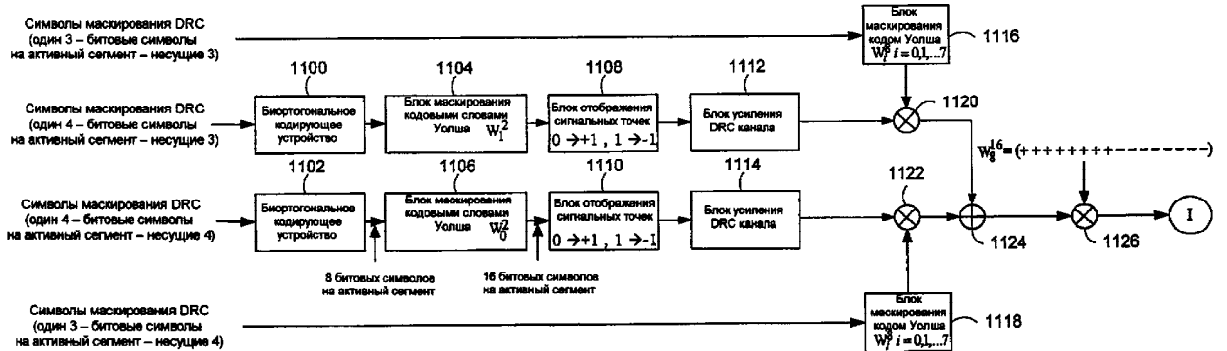 Символы маскирования DRC
(один 3 – битовые символы
на активный сегмент – несущие 3)
Блок
маскирования
кодом Уолша
W_i^8 i = 0,1,...7
1116
1100
1104
1108
1112
1120
Символы маскирования DRC
(один 4 – битовые символы
на активный сегмент – несущие 3)
Биортогональное
кодирующее
устройство
Блок маскирования
кодовыми словами
Уолша W_1^2
Блок отображения
сигнальных точек
0 →+1 , 1 →-1
Блок усиления
DRC канала
W_8^16 = (+ + + + + + + + - - - - - - - -)
1102
1106
1110
1114
1122
Символы маскирования DRC
(один 4 – битовые символы
на активный сегмент – несущие 4)
Биортогональное
кодирующее
устройство
Блок маскирования
кодовыми словами
Уолша W_0^2
Блок отображения
сигнальных точек
0 →+1 , 1 →-1
Блок усиления
DRC канала
1124
1126
I
8 битовых символов
на активный сегмент
16 битовых символов
на активный сегмент
Символы маскирования DRC
(один 3 – битовые символы
на активный сегмент – несущие 4)
Блок
маскирования
кодом Уолша
W_i^8 i = 0,1,...7
1118